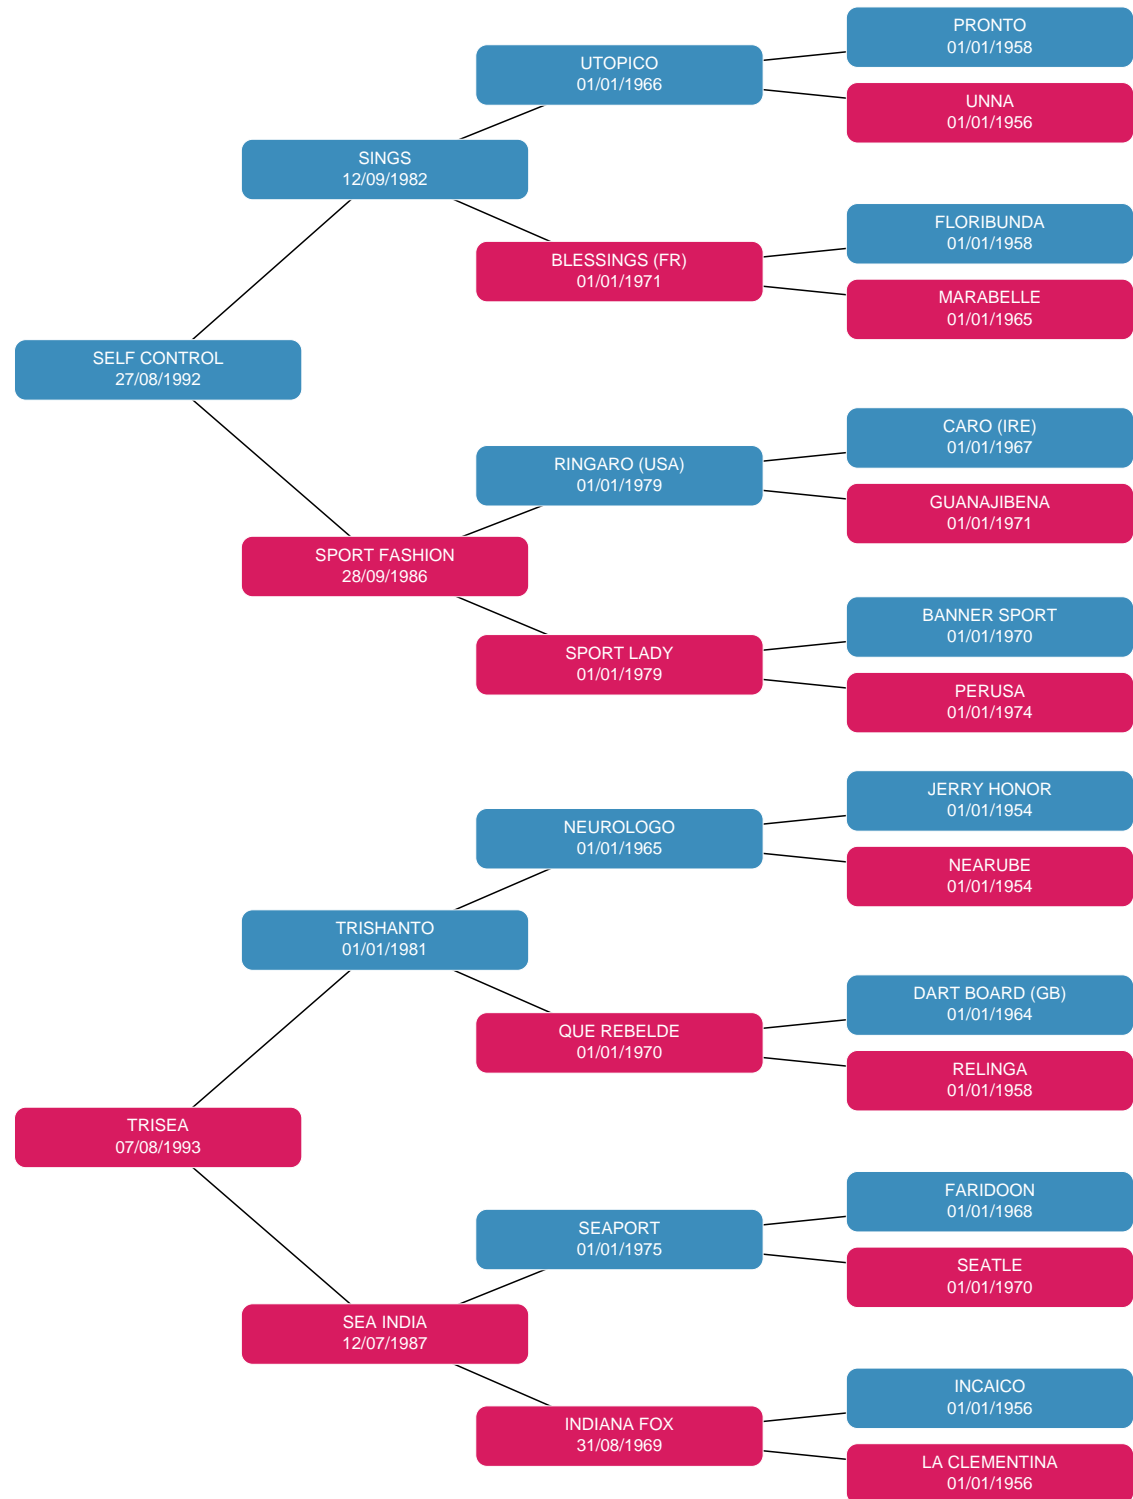 PRONTO
01/01/1958
UTOPICO
01/01/1966
UNNA
01/01/1956
SINGS
12/09/1982
FLORIBUNDA
01/01/1958
BLESSINGS (FR)
01/01/1971
MARABELLE
01/01/1965
SELF CONTROL
27/08/1992
CARO (IRE)
01/01/1967
RINGARO (USA)
01/01/1979
GUANAJIBENA
01/01/1971
SPORT FASHION
28/09/1986
BANNER SPORT
01/01/1970
SPORT LADY
01/01/1979
PERUSA
01/01/1974
JERRY HONOR
01/01/1954
NEUROLOGO
01/01/1965
NEARUBE
01/01/1954
TRISHANTO
01/01/1981
DART BOARD (GB)
01/01/1964
QUE REBELDE
01/01/1970
RELINGA
01/01/1958
TRISEA
07/08/1993
FARIDOON
01/01/1968
SEAPORT
01/01/1975
SEATLE
01/01/1970
SEA INDIA
12/07/1987
INCAICO
01/01/1956
INDIANA FOX
31/08/1969
LA CLEMENTINA
01/01/1956